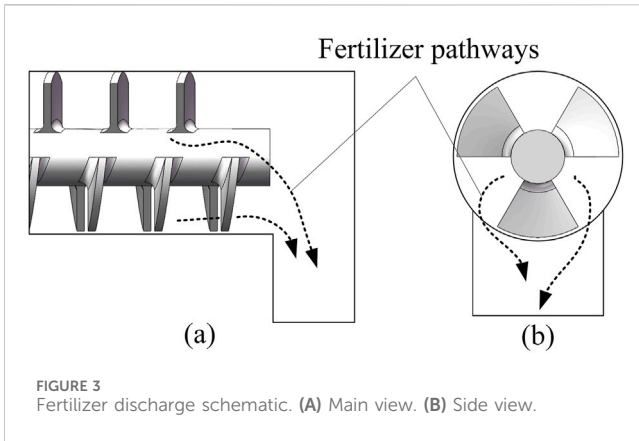 Fertilizer pathways
(a)
(b)
FIGURE 3
Fertilizer discharge schematic. (A) Main view. (B) Side view.